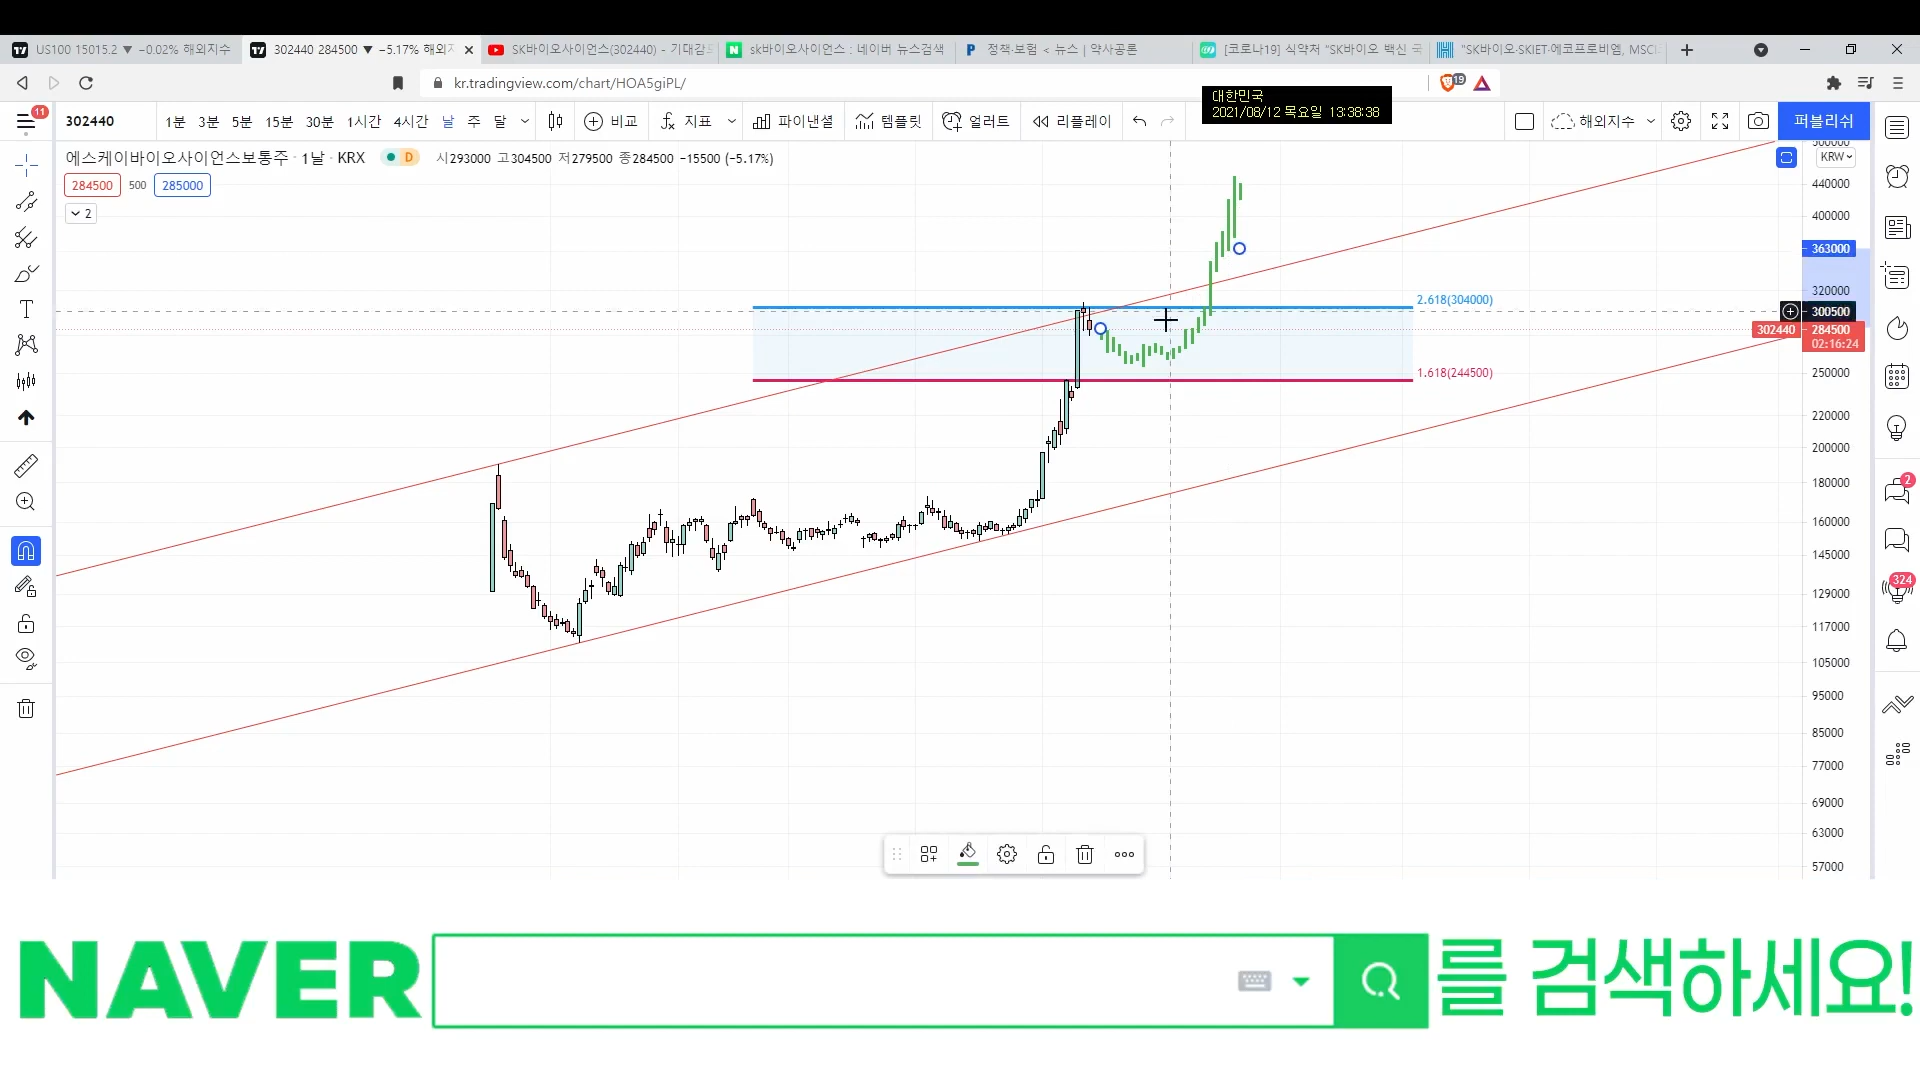 US100 15015.2 ▼ −0.02% 해외지수
302440 284500 ▼ −5.17% 해외지
SK바이오사이언스(302440) - 기대감
sk바이오사이언스 : 네이버 뉴스검색
정책·보험 < 뉴스 | 약사공론
[코로나19] 식약처 "SK바이오 백신 국
"SK바이오·SKIET·에코프로비엠, MSCI
kr.tradingview.com/chart/HOA5giPL/
19
대한민국
2021/08/12 목요일 13:38:38
11
302440
1분 3분 5분 15분 30분 1시간 4시간 날 주 달
비교
지표
파이낸셜
템플릿
얼러트
리플레이
해외지수
퍼블리쉬
에스케이바이오사이언스보통주 · 1날 · KRX
D
시293000 고304500 저279500 종284500 −15500 (−5.17%)
284500 500 285000
2
KRW
500000
440000
400000
363000
320000
300500
302440 284500
02:16:24
250000
220000
200000
180000
160000
145000
129000
117000
105000
95000
85000
77000
69000
63000
57000
2.618(304000)
1.618(244500)
2
324
NAVER
를 검색하세요!